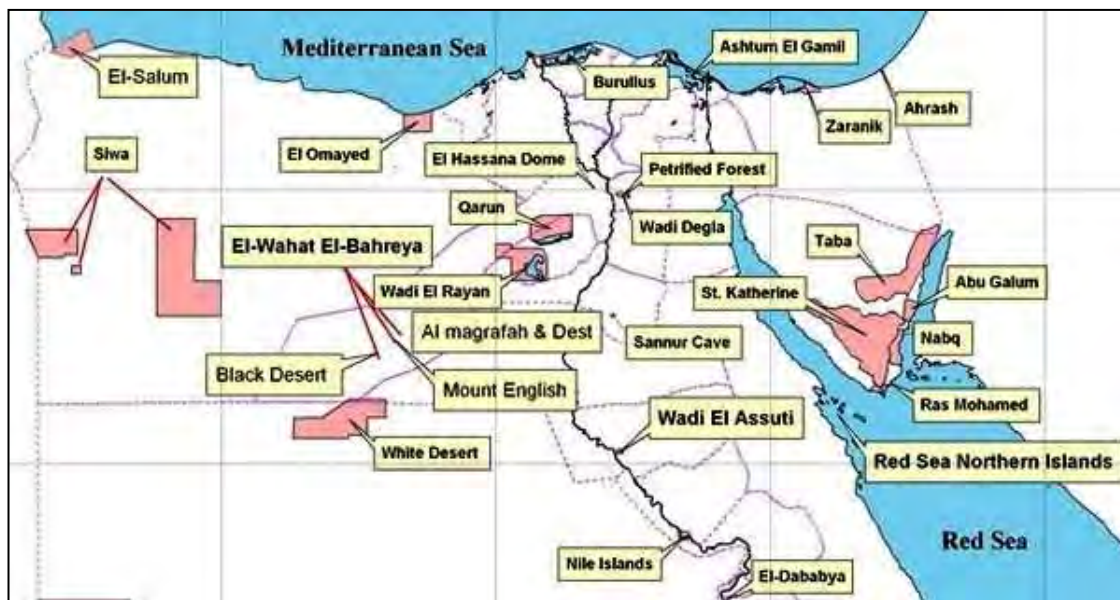 Mediterranean Sea
Ashtum El Gamil
El-Salum
Burullus
Ahrash
Zaranik
El Omayed
Siwa
El Hassana Dome
Petrified Forest
Qarun
Wadi Degla
El-Wahat El-Bahreya
Taba
Abu Galum
Wadi El Rayan
St. Katherine
Al magrafah & Dest
Sannur Cave
Nabq
Black Desert
Mount English
Ras Mohamed
Wadi El Assuti
White Desert
Red Sea Northern Islands
Red Sea
Nile Islands
El-Dababya